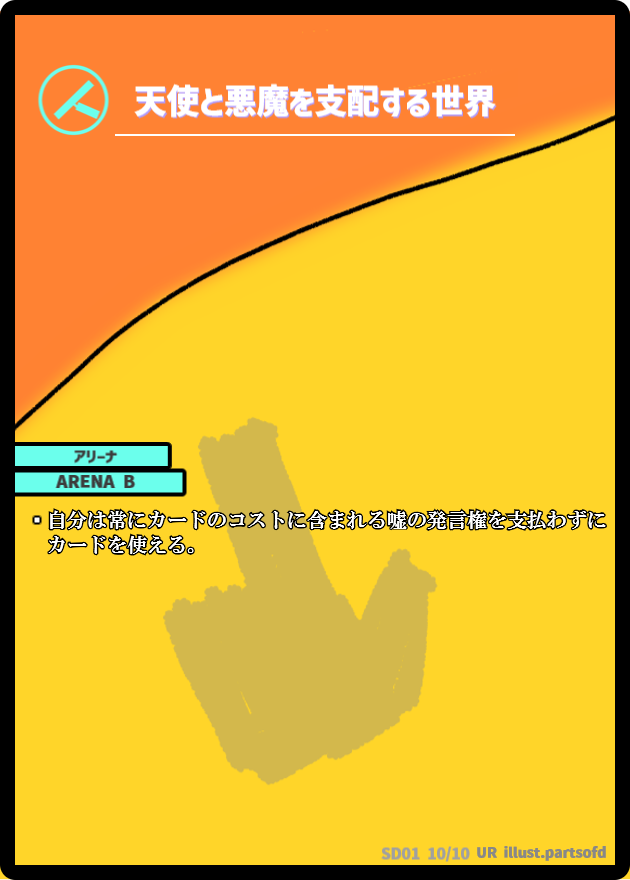 天使と悪魔を支配する世界
アリーナ
ARENA B
・自分は常にカードのコストに含まれる嘘の発言権を支払わずに
カードを使える。
SD01 10/10 UR illust.partsofd